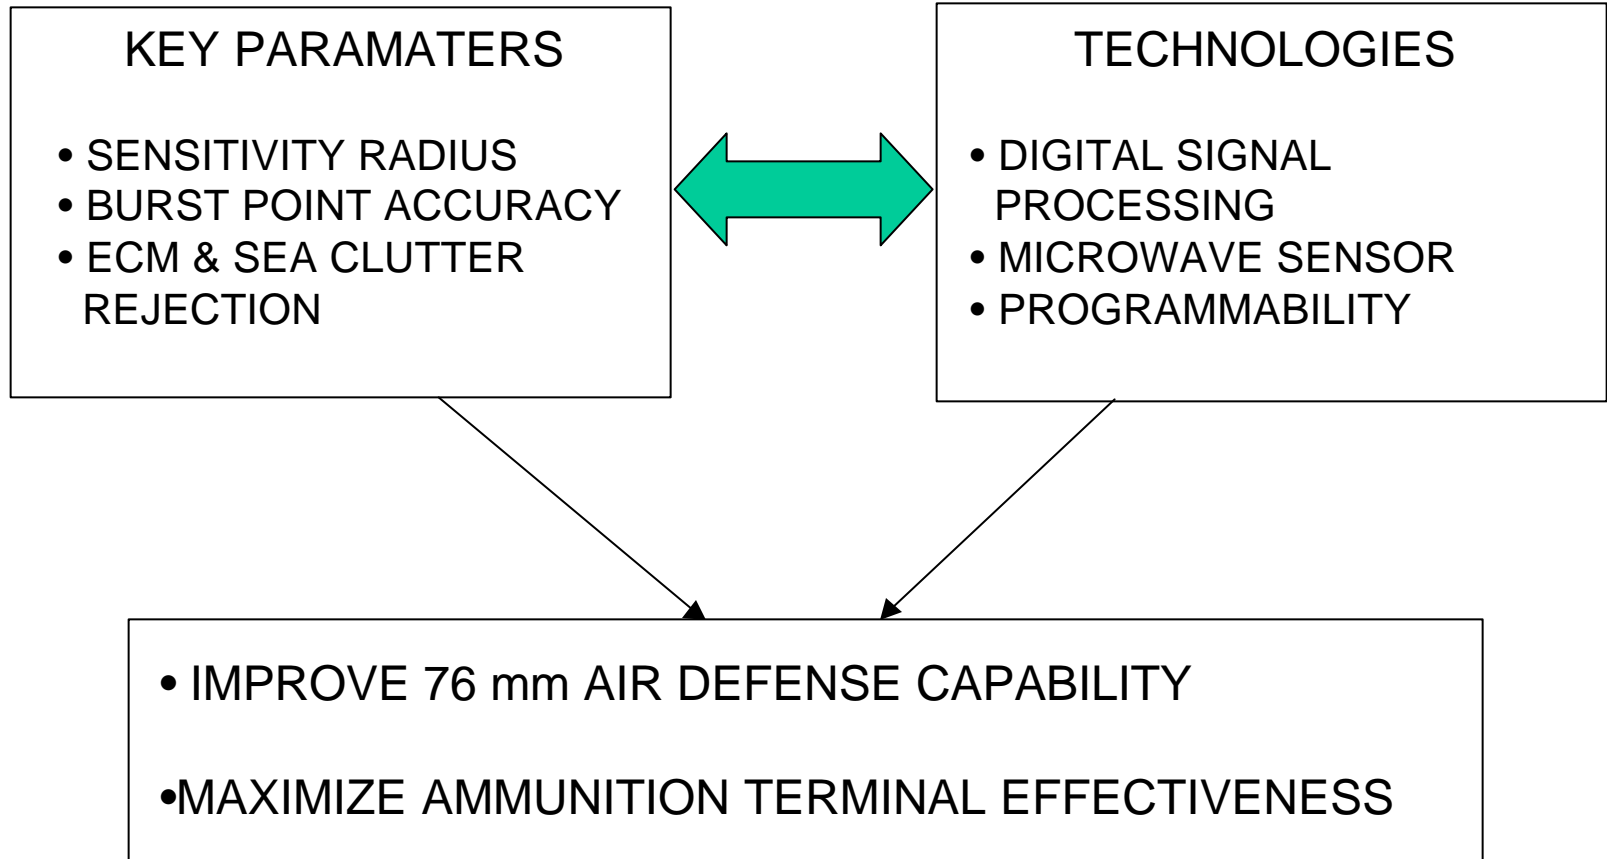 KEY PARAMATERS
• SENSITIVITY RADIUS
• BURST POINT ACCURACY
• ECM & SEA CLUTTER
REJECTION
TECHNOLOGIES
• DIGITAL SIGNAL
PROCESSING
• MICROWAVE SENSOR
• PROGRAMMABILITY
• IMPROVE 76 mm AIR DEFENSE CAPABILITY
•MAXIMIZE AMMUNITION TERMINAL EFFECTIVENESS